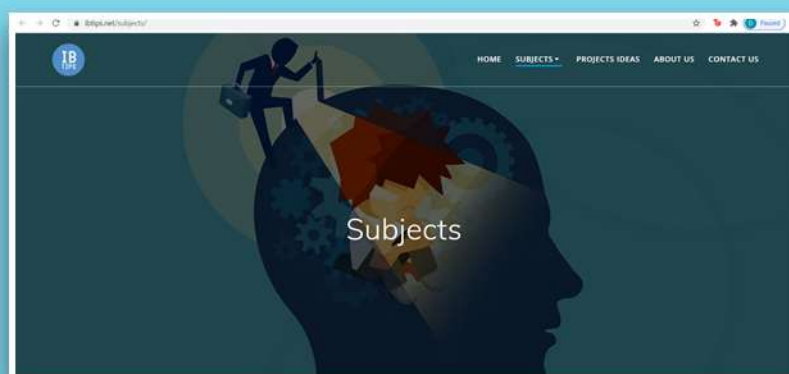 ibtips.net/subjects/
Paused
IB
TIPS
HOME SUBJECTS PROJECTS IDEAS ABOUT US CONTACT US
Subjects